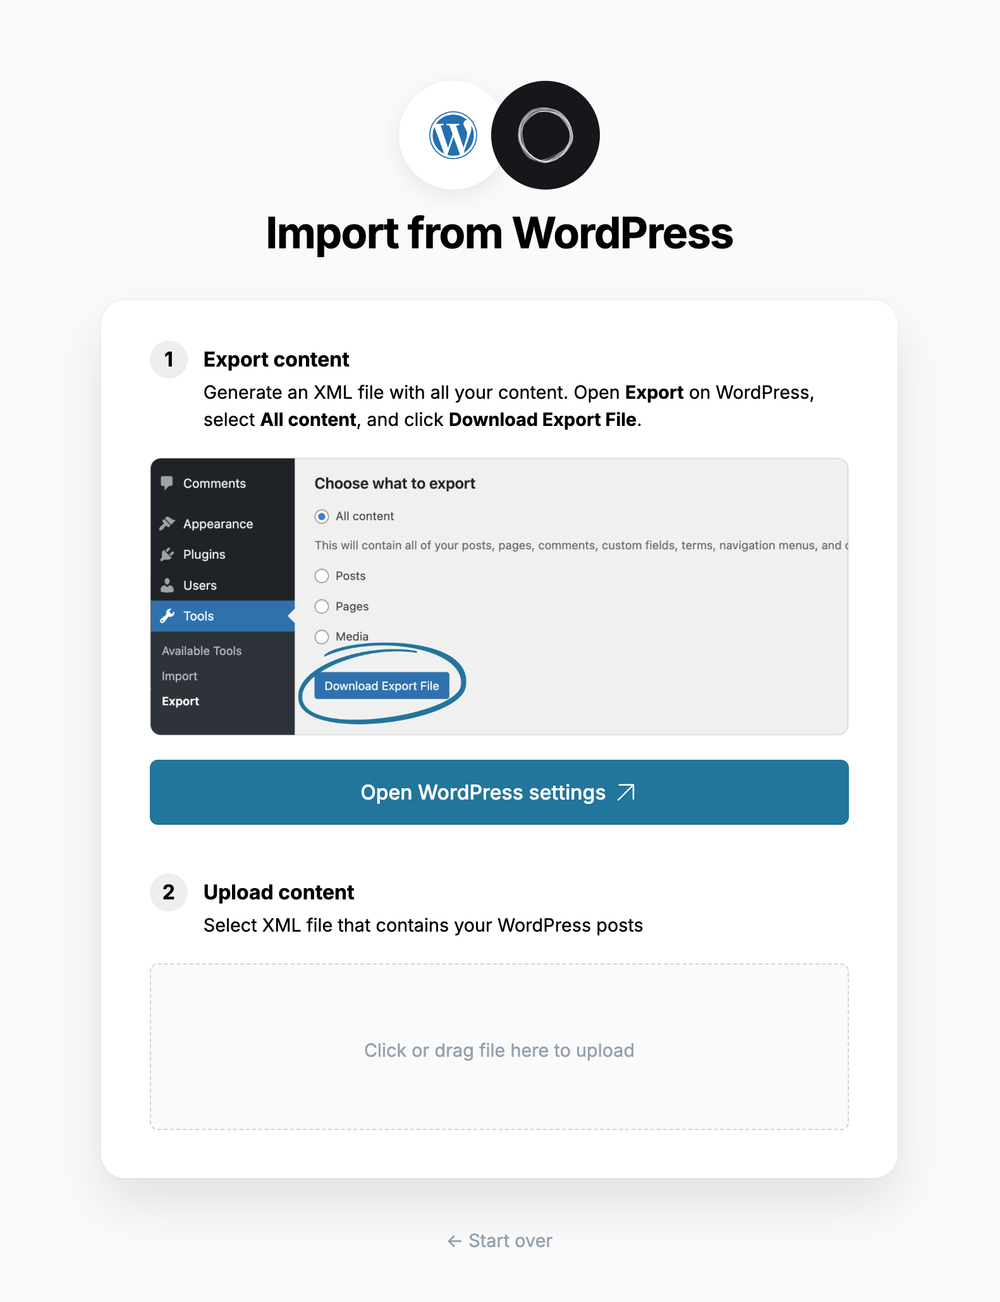 Import from WordPress
1
Export content
Generate an XML file with all your content. Open Export on WordPress,
select All content, and click Download Export File.
Comments
Appearance
Plugins
Users
Tools
Available Tools
Import
Export
Choose what to export
All content
This will contain all of your posts, pages, comments, custom fields, terms, navigation menus, and
Posts
Pages
Media
Download Export File
Open WordPress settings
2
Upload content
Select XML file that contains your WordPress posts
Click or drag file here to upload
← Start over